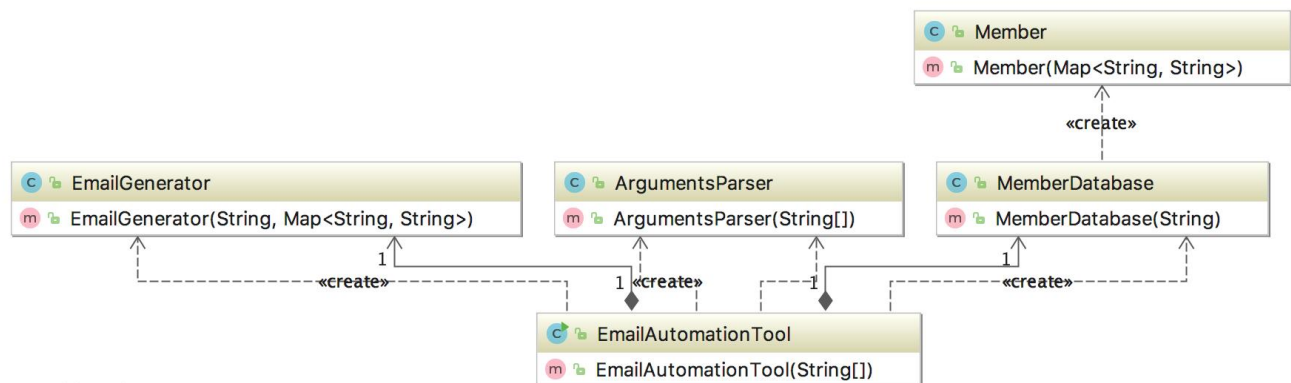 Member
Member(Map<String, String>)
«create»
EmailGenerator
EmailGenerator(String, Map<String, String>)
ArgumentsParser
ArgumentsParser(String[])
MemberDatabase
MemberDatabase(String)
1
1
«create»
1
«create»
1
«create»
EmailAutomationTool
EmailAutomationTool(String[])